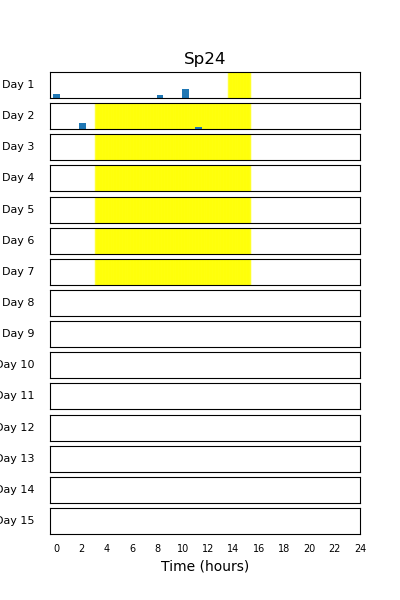 Sp24
Day 1
Day 2
Day 3
Day 4
Day 5
Day 6
Day 7
Day 8
Day 9
Day 10
Day 11
Day 12
Day 13
Day 14
Day 15
0 2 4 6 8 10 12 14 16 18 20 22 24
Time (hours)